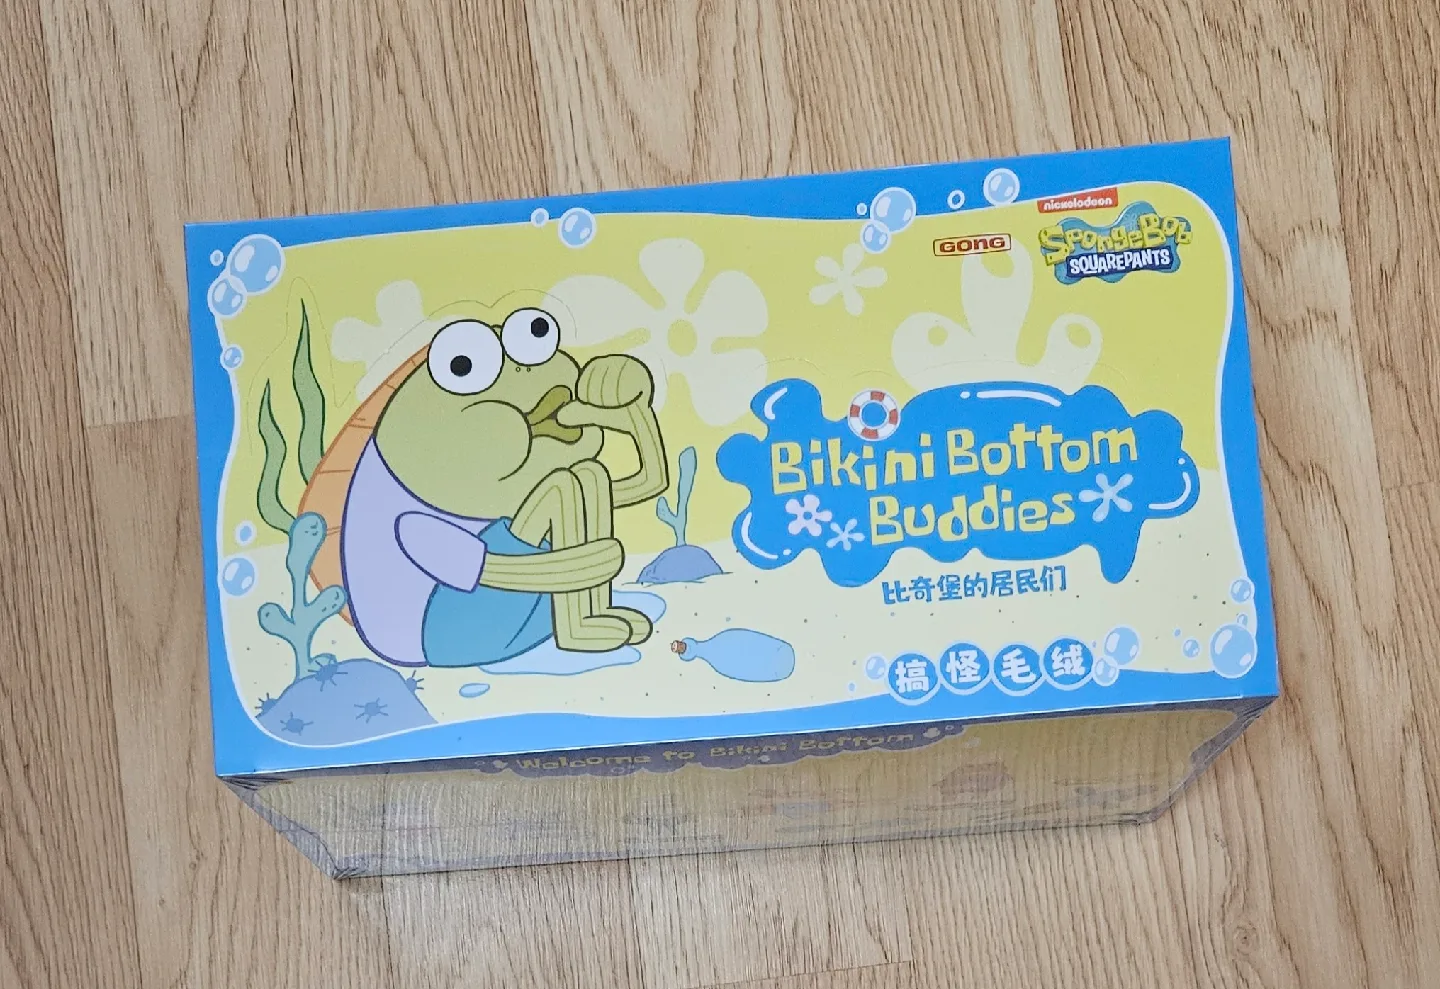 nickelodeon
GONG
SpongeBob
SQUAREPANTS
Bikini Bottom
Buddies
比奇堡的居民们
搞怪毛绒
Welcome to Bikini Bottom